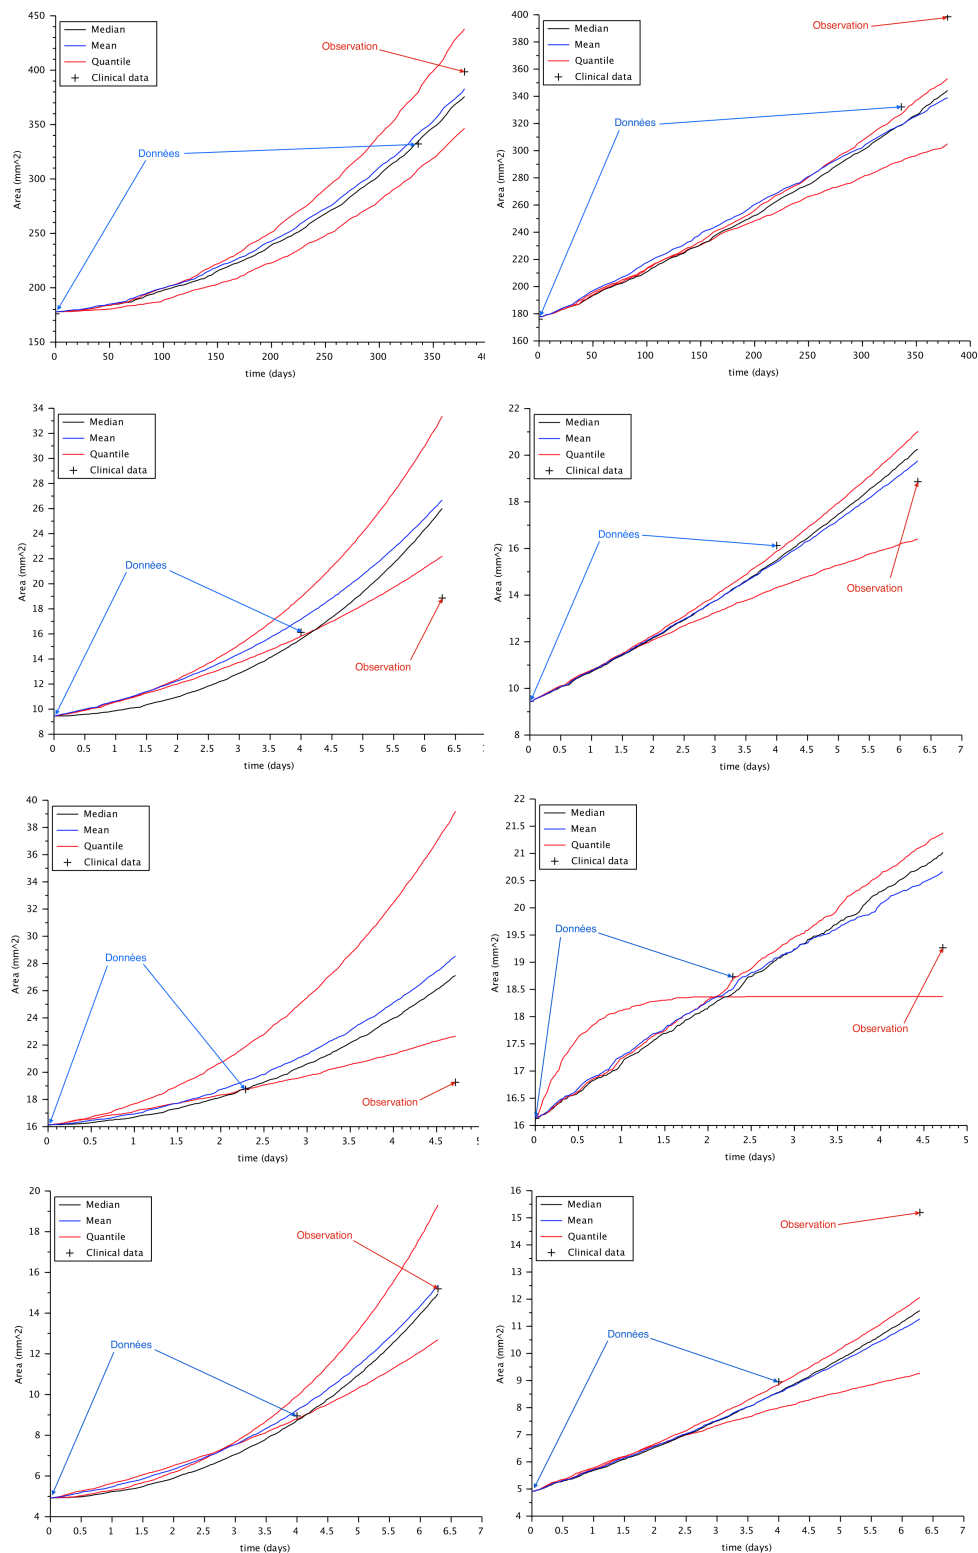 450
400
350
300
250
200
150
Area (mm^2)
Median
Mean
Quantile
Clinical data
Observation
Données
0 50 100 150 200 250 300 350 40
time (days)
400
380
360
340
320
300
280
260
240
220
200
180
160
Area (mm^2)
Median
Mean
Quantile
Clinical data
Observation
Données
0 50 100 150 200 250 300 350 400
time (days)
34
32
30
28
26
24
22
20
18
16
14
12
10
8
Area (mm^2)
Median
Mean
Quantile
Clinical data
Données
Observation
0 0.5 1 1.5 2 2.5 3 3.5 4 4.5 5 5.5 6 6.5
time (days)
22
20
18
16
14
12
10
8
Area (mm^2)
Median
Mean
Quantile
Clinical data
Données
Observation
0 0.5 1 1.5 2 2.5 3 3.5 4 4.5 5 5.5 6 6.5 7
time (days)
40
38
36
34
32
30
28
26
24
22
20
18
16
Area (mm^2)
Median
Mean
Quantile
Clinical data
Données
Observation
0 0.5 1 1.5 2 2.5 3 3.5 4 4.5
time (days)
22
21.5
21
20.5
20
19.5
19
18.5
18
17.5
17
16.5
16
Area (mm^2)
Median
Mean
Quantile
Clinical data
Données
Observation
0 0.5 1 1.5 2 2.5 3 3.5 4 4.5 5
time (days)
20
18
16
14
12
10
8
6
4
Area (mm^2)
Median
Mean
Quantile
Clinical data
Observation
Données
0 0.5 1 1.5 2 2.5 3 3.5 4 4.5 5 5.5 6 6.5 7
time (days)
16
15
14
13
12
11
10
9
8
7
6
5
4
Area (mm^2)
Median
Mean
Quantile
Clinical data
Observation
Données
0 0.5 1 1.5 2 2.5 3 3.5 4 4.5 5 5.5 6 6.5 7
time (days)